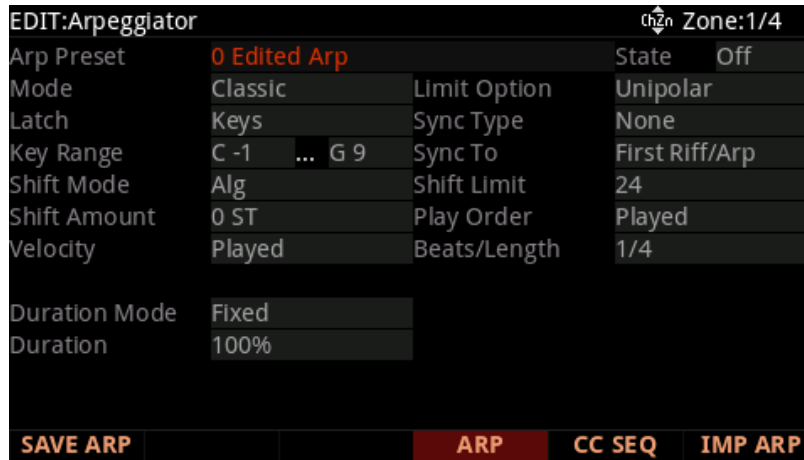 EDIT:Arpeggiator ChZn Zone:1/4
Arp Preset 0 Edited Arp State Off
Mode Classic Limit Option Unipolar
Latch Keys Sync Type None
Key Range C -1 ... G 9 Sync To First Riff/Arp
Shift Mode Alg Shift Limit 24
Shift Amount 0 ST Play Order Played
Velocity Played Beats/Length 1/4
Duration Mode Fixed
Duration 100%
SAVE ARP ARP CC SEQ IMP ARP